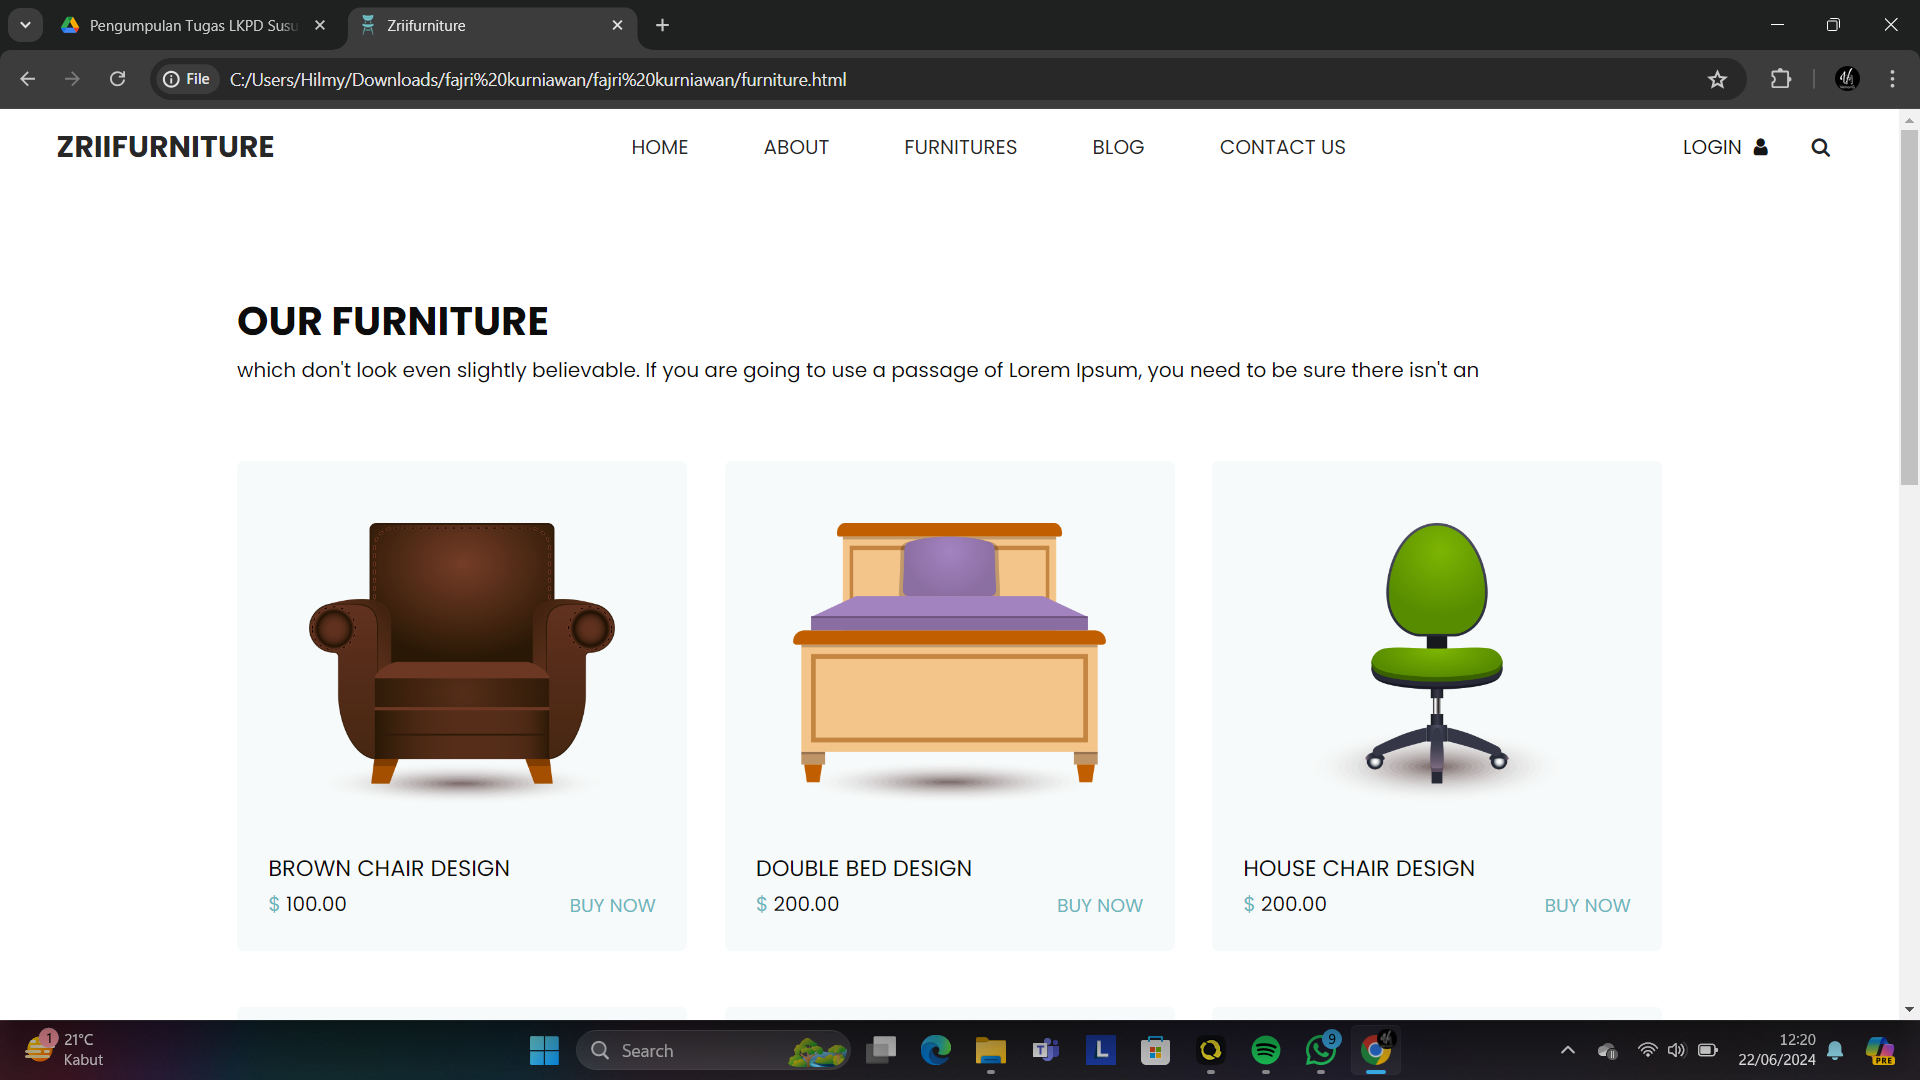 Pengumpulan Tugas LKPD Susu
Zriifurniture
File
C:/Users/Hilmy/Downloads/fajri%20kurniawan/fajri%20kurniawan/furniture.html
ZRIIFURNITURE
HOME
ABOUT
FURNITURES
BLOG
CONTACT US
LOGIN
OUR FURNITURE
which don't look even slightly believable. If you are going to use a passage of Lorem Ipsum, you need to be sure there isn't an
BROWN CHAIR DESIGN
$ 100.00
BUY NOW
DOUBLE BED DESIGN
$ 200.00
BUY NOW
HOUSE CHAIR DESIGN
$ 200.00
BUY NOW
1
21°C
Kabut
Search
T
L
9
12:20
22/06/2024
PRE